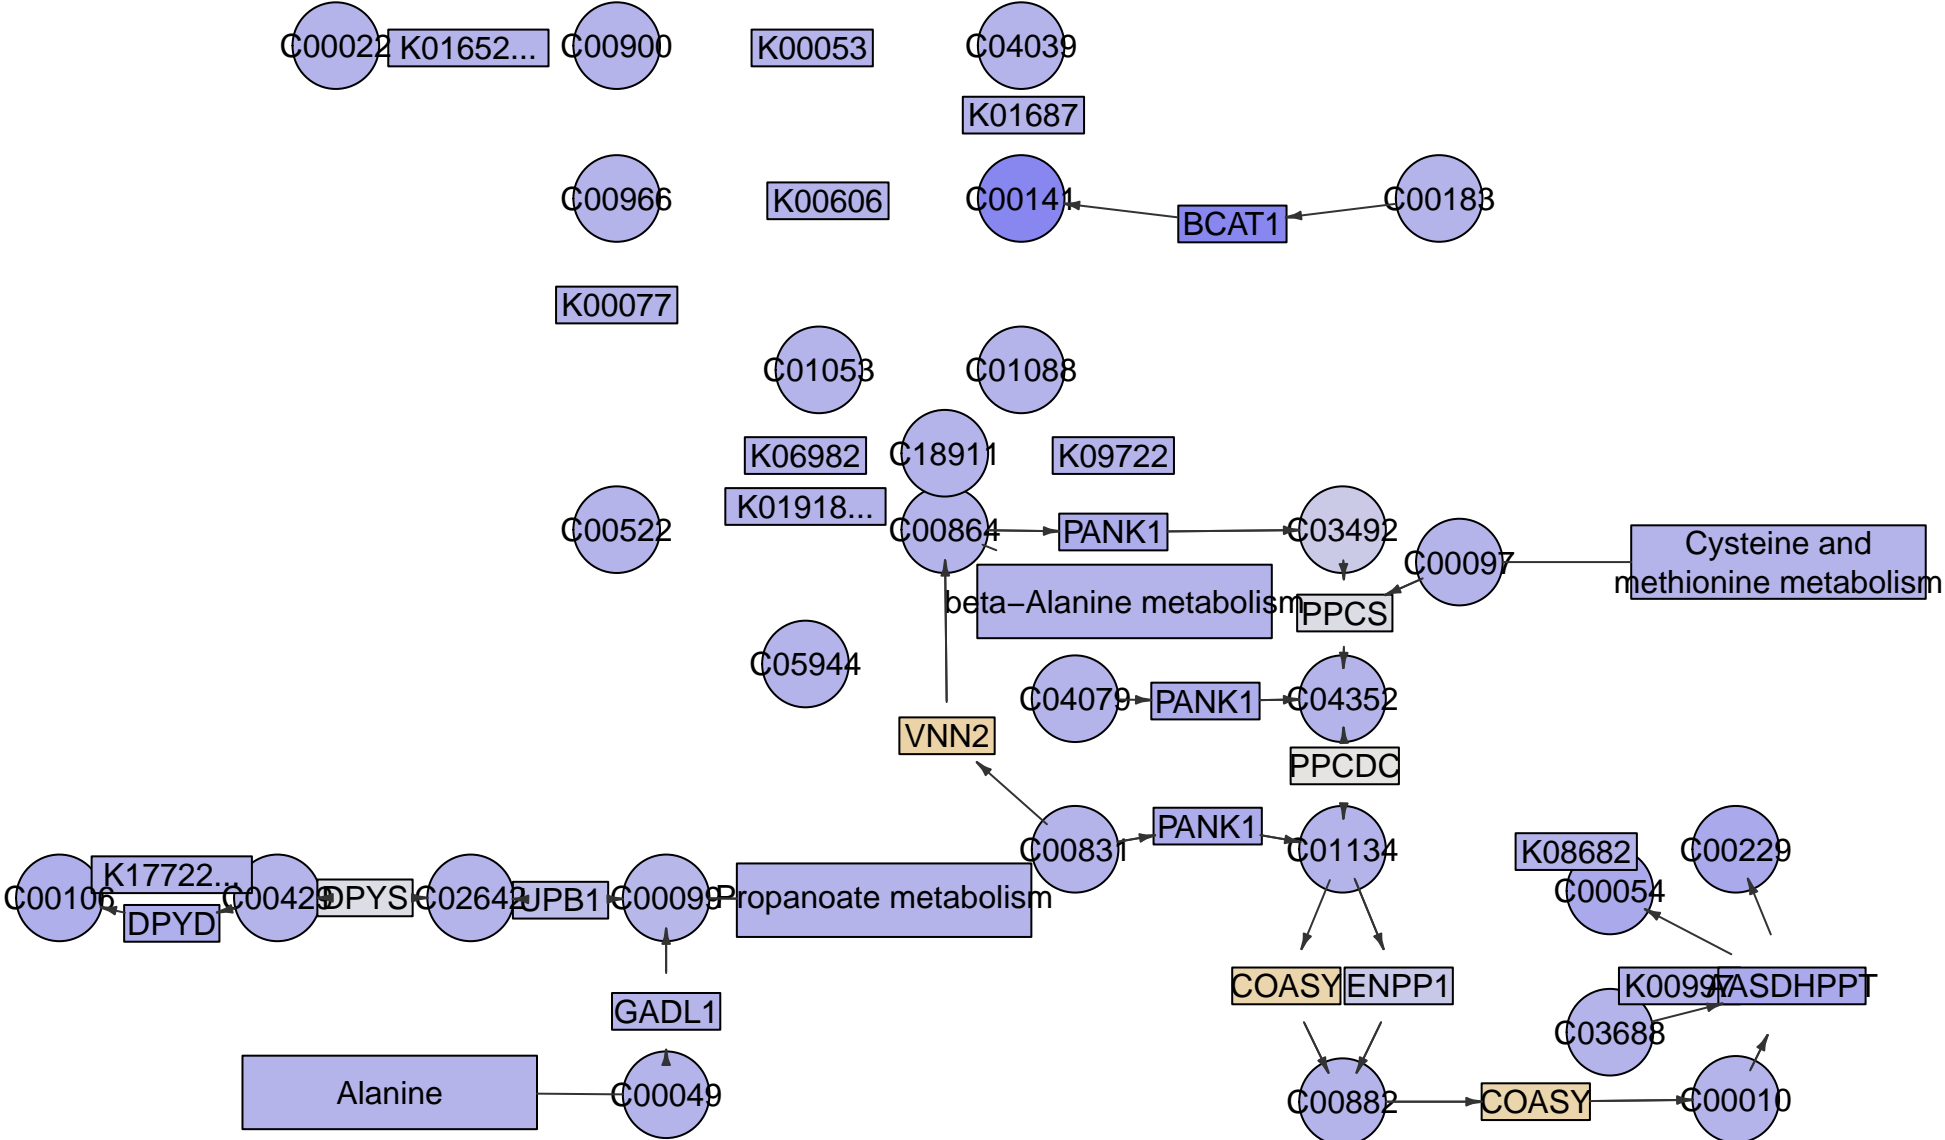 C00022
K01652...
C00900
K00053
C04039
K01687
C00966
K00606
C00141
BCAT1
C00183
K00077
C01053
C01088
K06982
C18911
K09722
K01918...
C00522
C00864
PANK1
C03492
C00097
Cysteine and
methionine metabolism
beta−Alanine metabolism
PPCS
C05944
C04079
PANK1
C04352
VNN2
PPCDC
C00831
PANK1
C01134
K08682
C00229
C00054
C00106
K17722...
DPYD
C00429
DPYS
C02642
UPB1
C00099
Propanoate metabolism
COASY
ENPP1
K00997
AASDHPPT
GADL1
C03688
Alanine
C00049
C00882
COASY
C00010